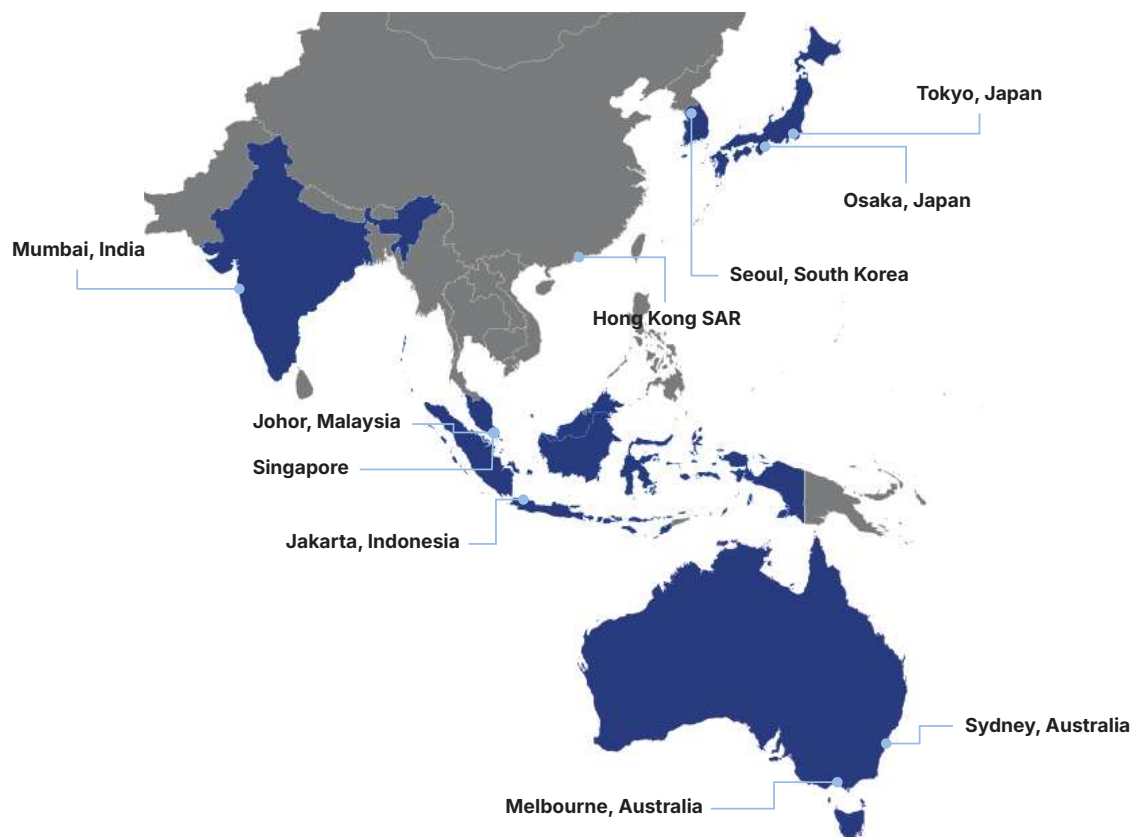 Tokyo, Japan
Osaka, Japan
Mumbai, India
Seoul, South Korea
Hong Kong SAR
Johor, Malaysia
Singapore
Jakarta, Indonesia
Sydney, Australia
Melbourne, Australia